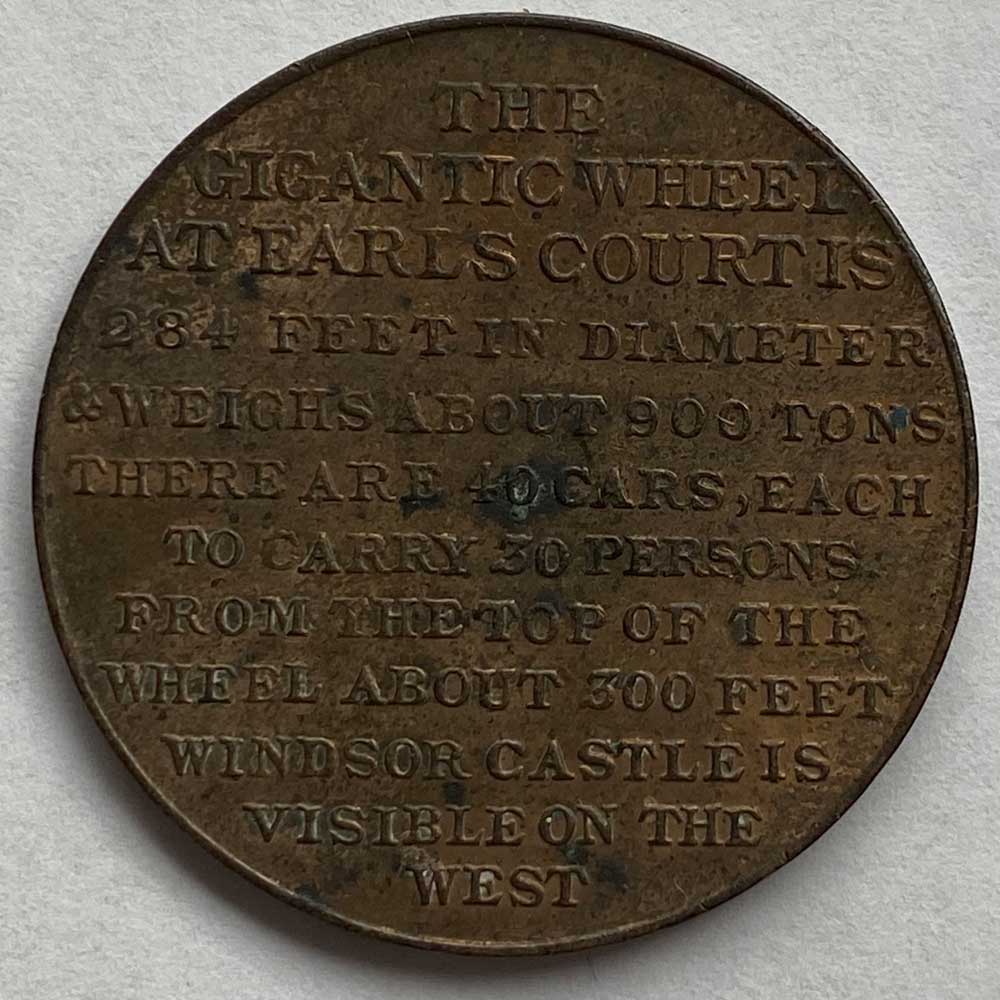 THE
GIGANTIC WHEEL
AT EARLS COURT IS
284 FEET IN DIAMETER
& WEIGHS ABOUT 900 TONS.
THERE ARE 40 CARS, EACH
TO CARRY 30 PERSONS
FROM THE TOP OF THE
WHEEL ABOUT 300 FEET
WINDSOR CASTLE IS
VISIBLE ON THE
WEST